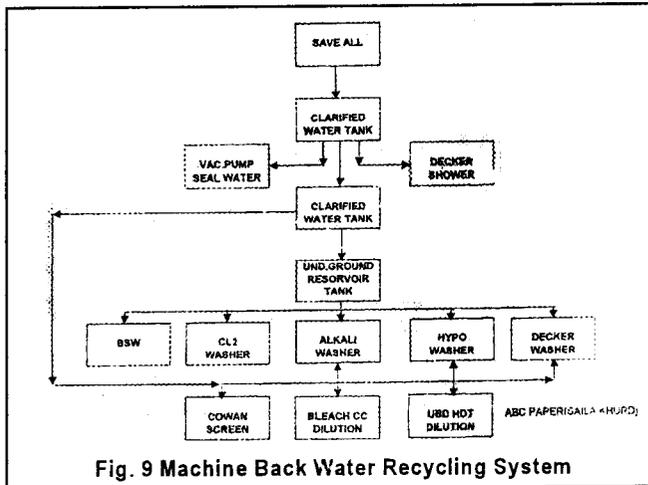 SAVE ALL
CLARIFIED
WATER TANK
VAC.PUMP
SEAL WATER
DECKER
SHOWER
CLARIFIED
WATER TANK
UND.GROUND
RESORVOIR
TANK
BSW
CL2
WASHER
ALKALI
WASHER
HYPO
WASHER
DECKER
WASHER
COWAN
SCREEN
BLEACH CC
DILUTION
UBD HDT
DILUTION
ABC PAPER(SAILA KHURD)
Fig. 9 Machine Back Water Recycling System